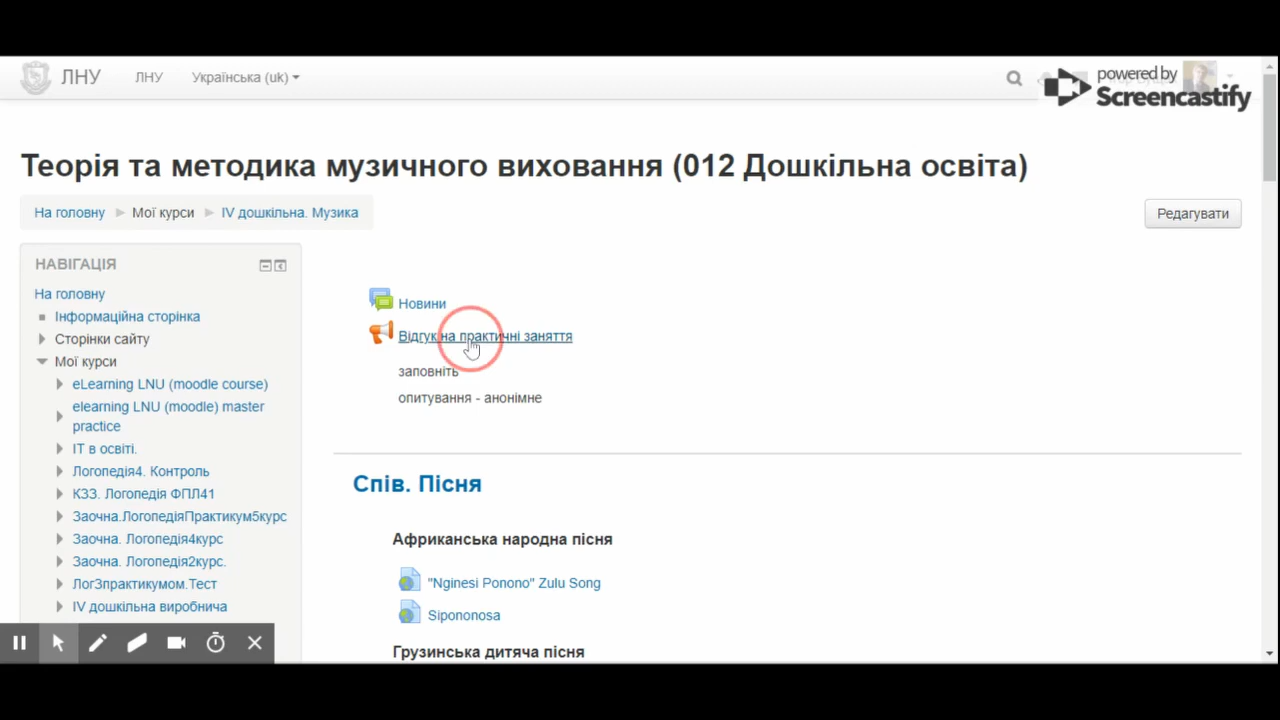 ЛНУ ЛНУ Українська (uk)
powered by
Screencastify
Теорія та методика музичного виховання (012 Дошкільна освіта)
На головну Мої курси IV дошкільна. Музика
Редагувати
НАВІГАЦІЯ
На головну
Інформаційна сторінка
Сторінки сайту
Мої курси
eLearning LNU (moodle course)
elearning LNU (moodle) master
practice
ІТ в освіті.
Логопедія4. Контроль
КЗЗ. Логопедія ФПЛ41
Заочна.ЛогопедіяПрактикум5курс
Заочна. Логопедія4курс
Заочна. Логопедія2курс.
ЛогЗпрактикумом.Тест
IV дошкільна виробнича
Новини
Відгук на практичні заняття
заповніть
опитування - анонімне
Спів. Пісня
Африканська народна пісня
"Nginesi Ponono" Zulu Song
Siponono​sa
Грузинська дитяча пісня